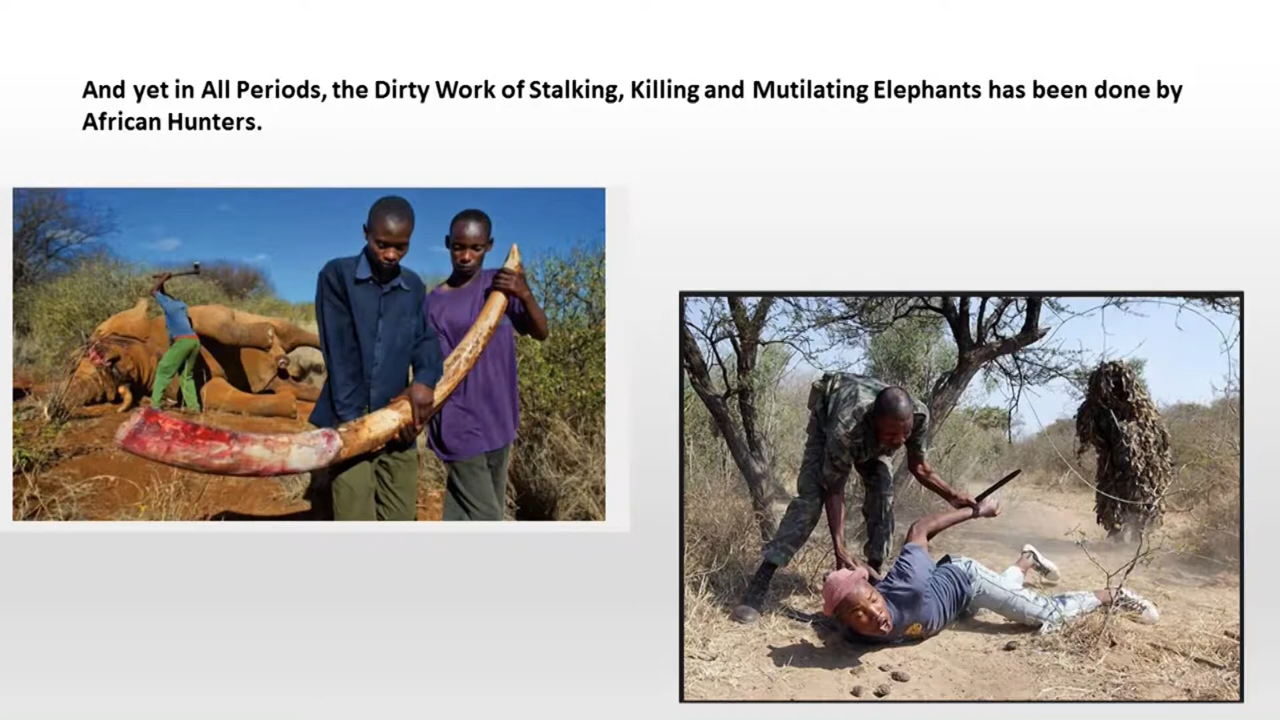 And yet in All Periods, the Dirty Work of Stalking, Killing and Mutilating Elephants has been done by
African Hunters.